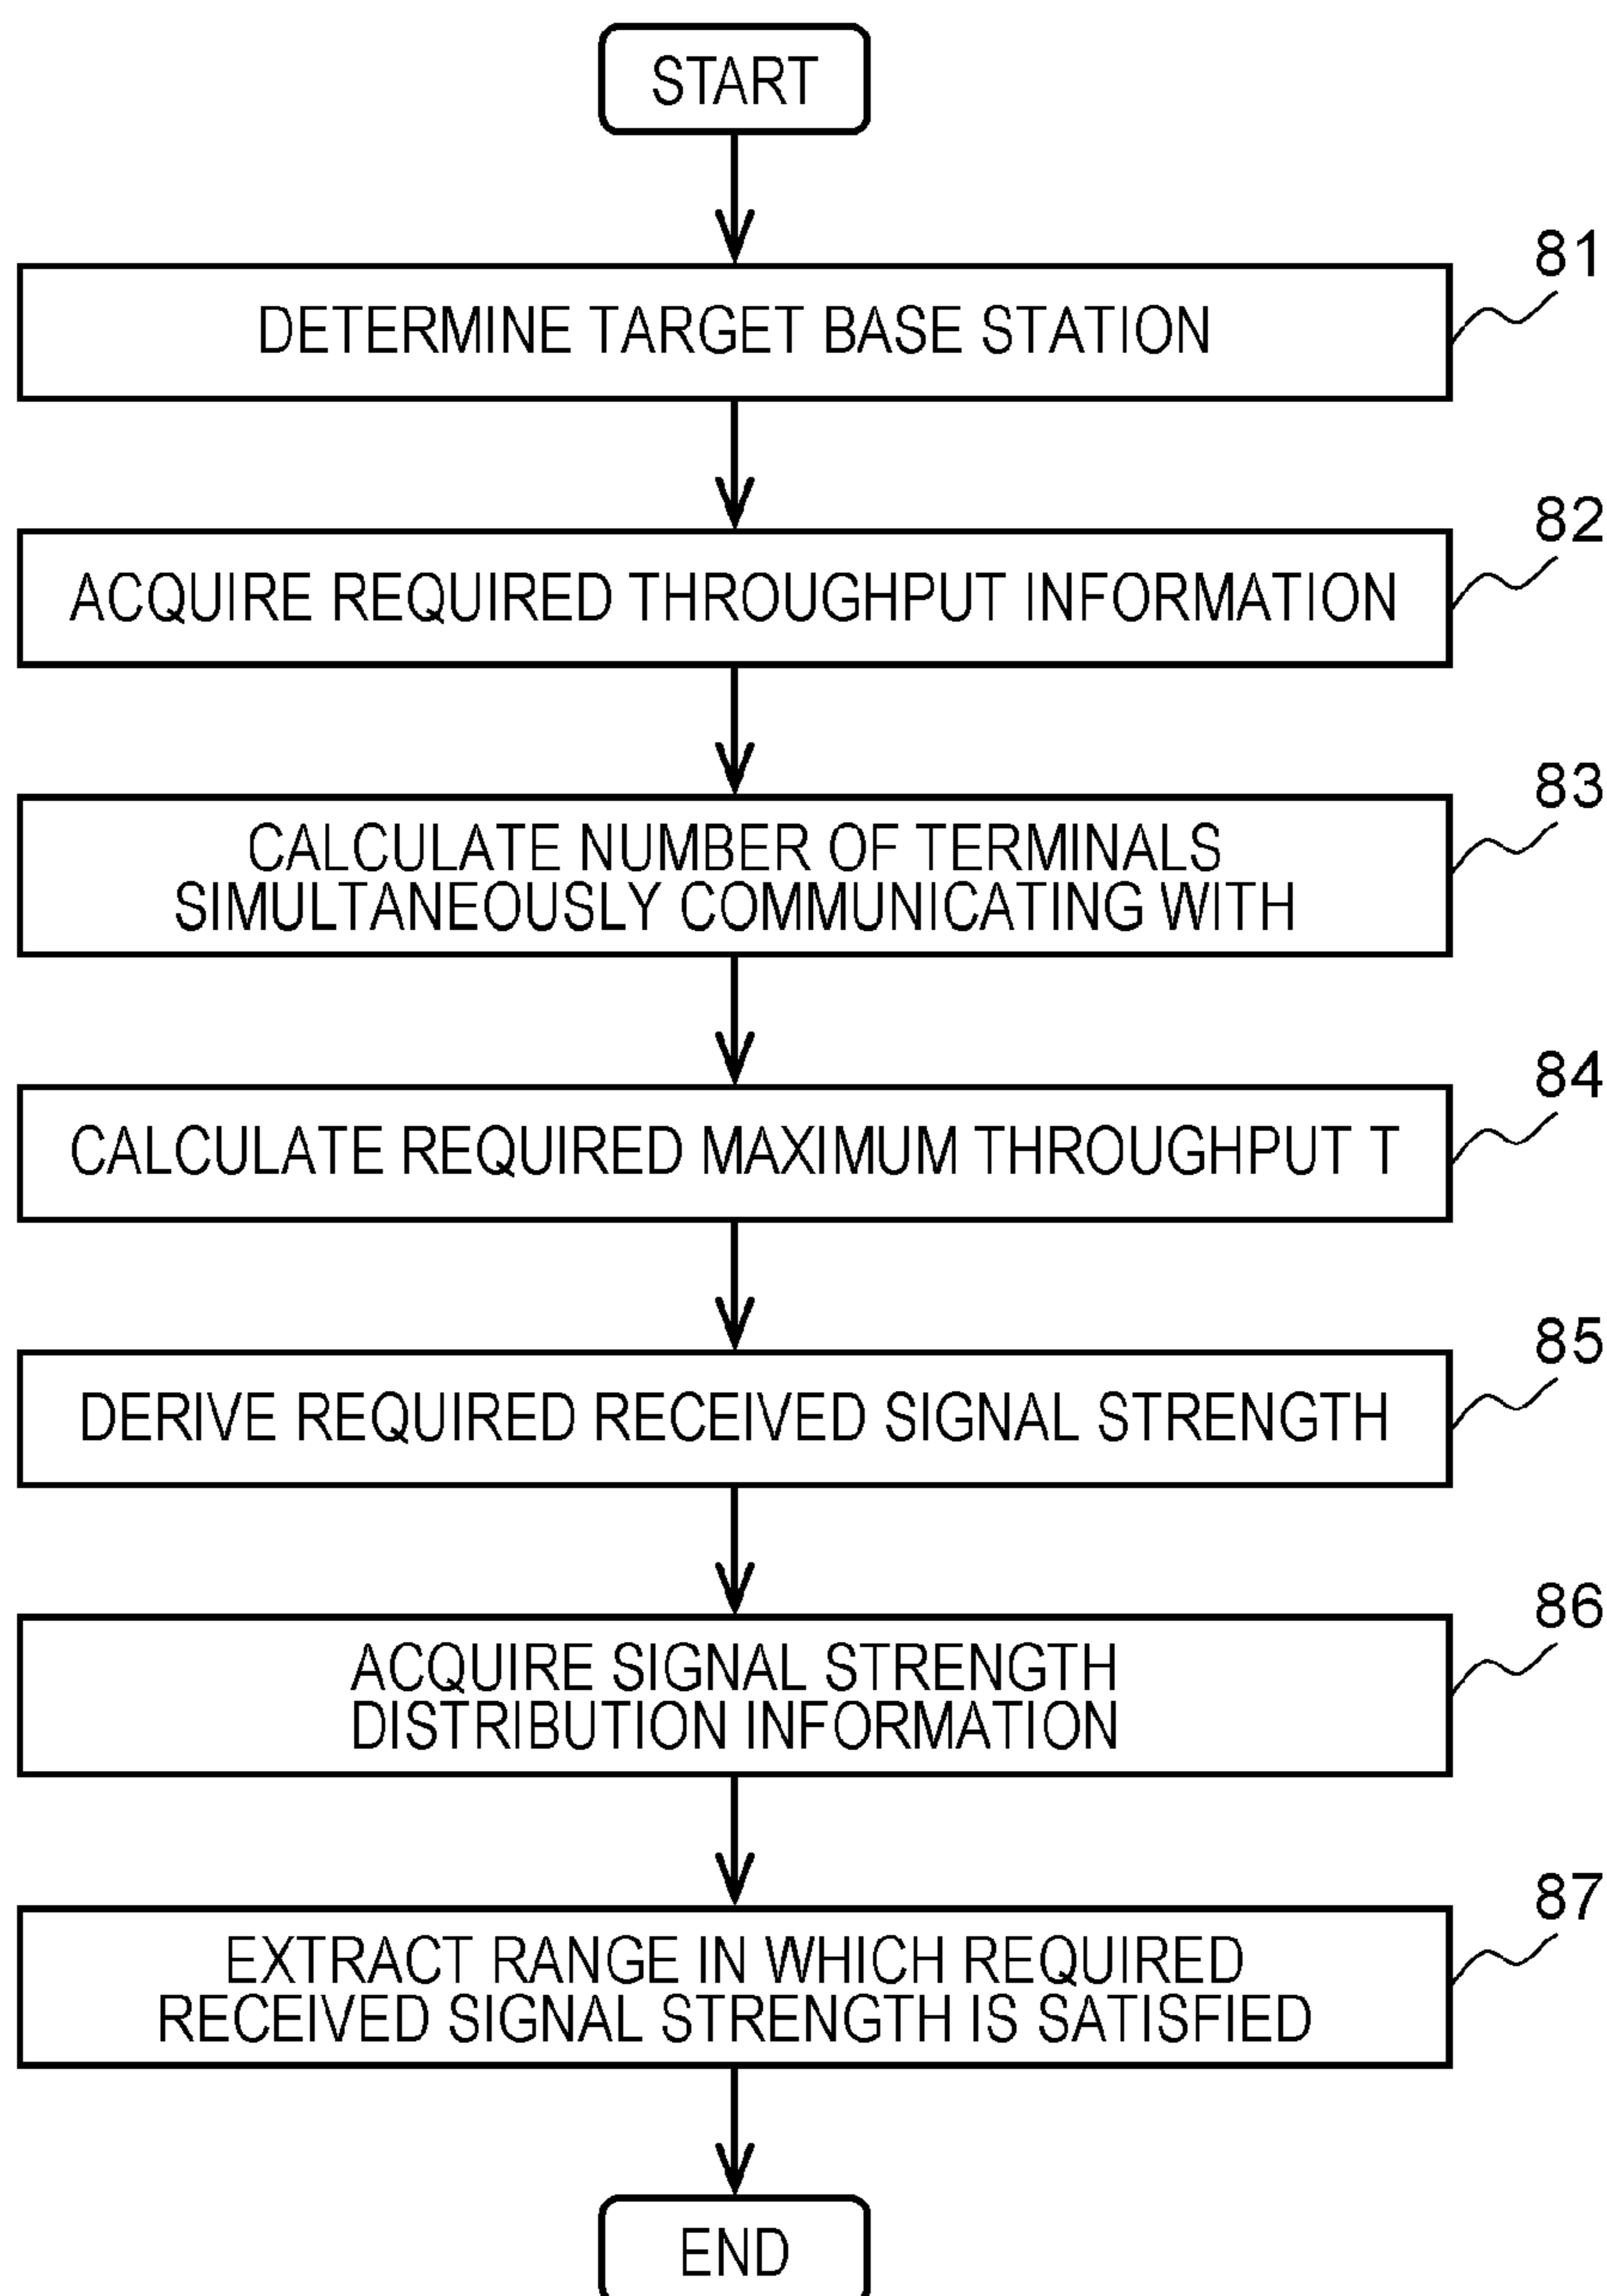 START
81
DETERMINE TARGET BASE STATION
82
ACQUIRE REQUIRED THROUGHPUT INFORMATION
83
CALCULATE NUMBER OF TERMINALS
SIMULTANEOUSLY COMMUNICATING WITH
84
CALCULATE REQUIRED MAXIMUM THROUGHPUT T
85
DERIVE REQUIRED RECEIVED SIGNAL STRENGTH
86
ACQUIRE SIGNAL STRENGTH
DISTRIBUTION INFORMATION
87
EXTRACT RANGE IN WHICH REQUIRED
RECEIVED SIGNAL STRENGTH IS SATISFIED
END